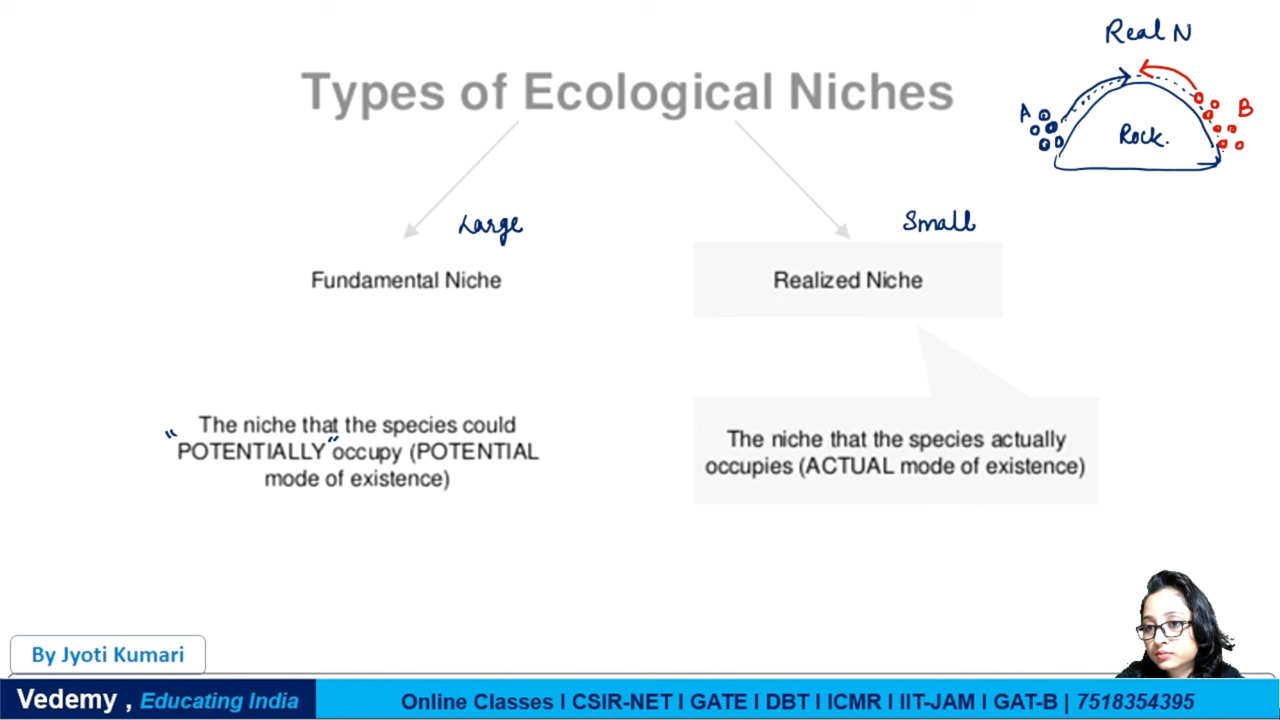 Real N
Types of Ecological Niches
A
B
Rock.
Large
Small
Fundamental Niche
Realized Niche
The niche that the species could
"POTENTIALLY" occupy (POTENTIAL
mode of existence)
The niche that the species actually
occupies (ACTUAL mode of existence)
By Jyoti Kumari
Vedemy , Educating India
Online Classes I CSIR-NET I GATE I DBT I ICMR I IIT-JAM I GAT-B | 7518354395